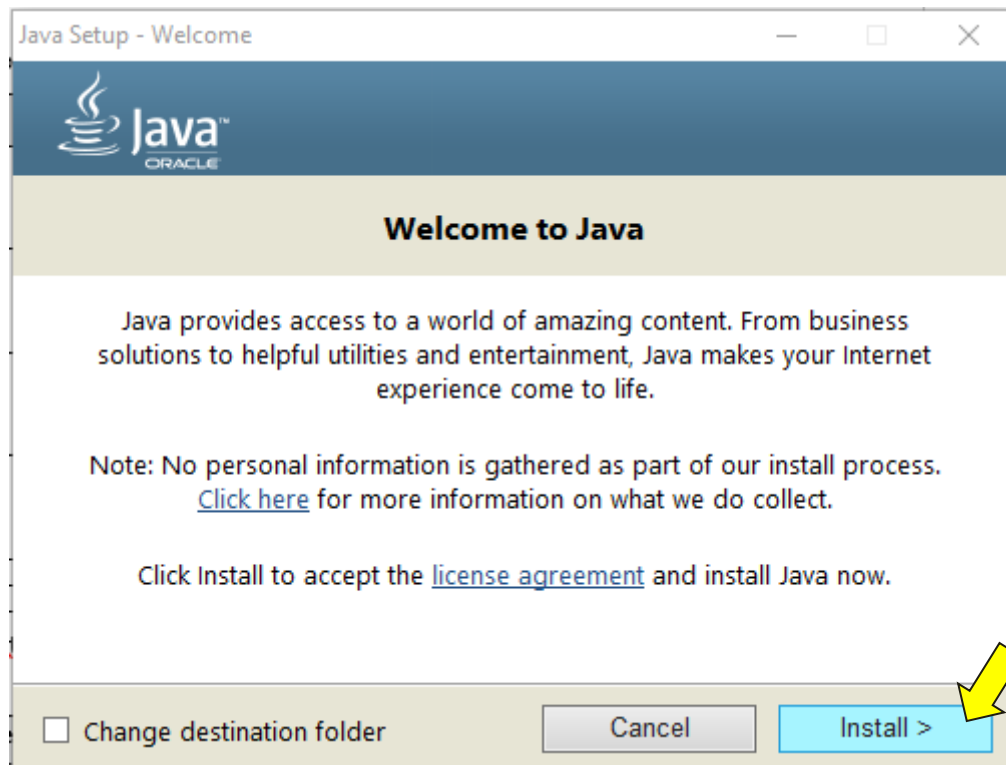 Java Setup - Welcome
Java™
ORACLE
Welcome to Java
Java provides access to a world of amazing content. From business
solutions to helpful utilities and entertainment, Java makes your Internet
experience come to life.
Note: No personal information is gathered as part of our install process.
Click here for more information on what we do collect.
Click Install to accept the license agreement and install Java now.
Change destination folder
Cancel
Install >